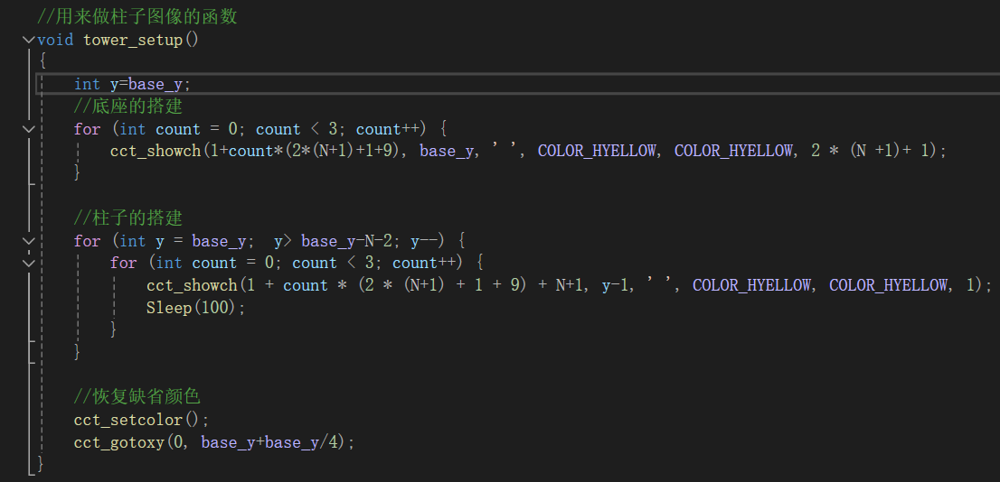 //用来做柱子图像的函数
void tower_setup()
{
int y=base_y;
//底座的搭建
for (int count = 0; count < 3; count++) {
cct_showch(1+count*(2*(N+1)+1+9), base_y, ' ', COLOR_HYELLOW, COLOR_HYELLOW, 2 * (N +1)+ 1);
}
//柱子的搭建
for (int y = base_y;  y> base_y-N-2; y--) {
for (int count = 0; count < 3; count++) {
cct_showch(1 + count * (2 * (N+1) + 1 + 9) + N+1, y-1, ' ', COLOR_HYELLOW, COLOR_HYELLOW, 1);
Sleep(100);
}
}
//恢复缺省颜色
cct_setcolor();
cct_gotoxy(0, base_y+base_y/4);
}